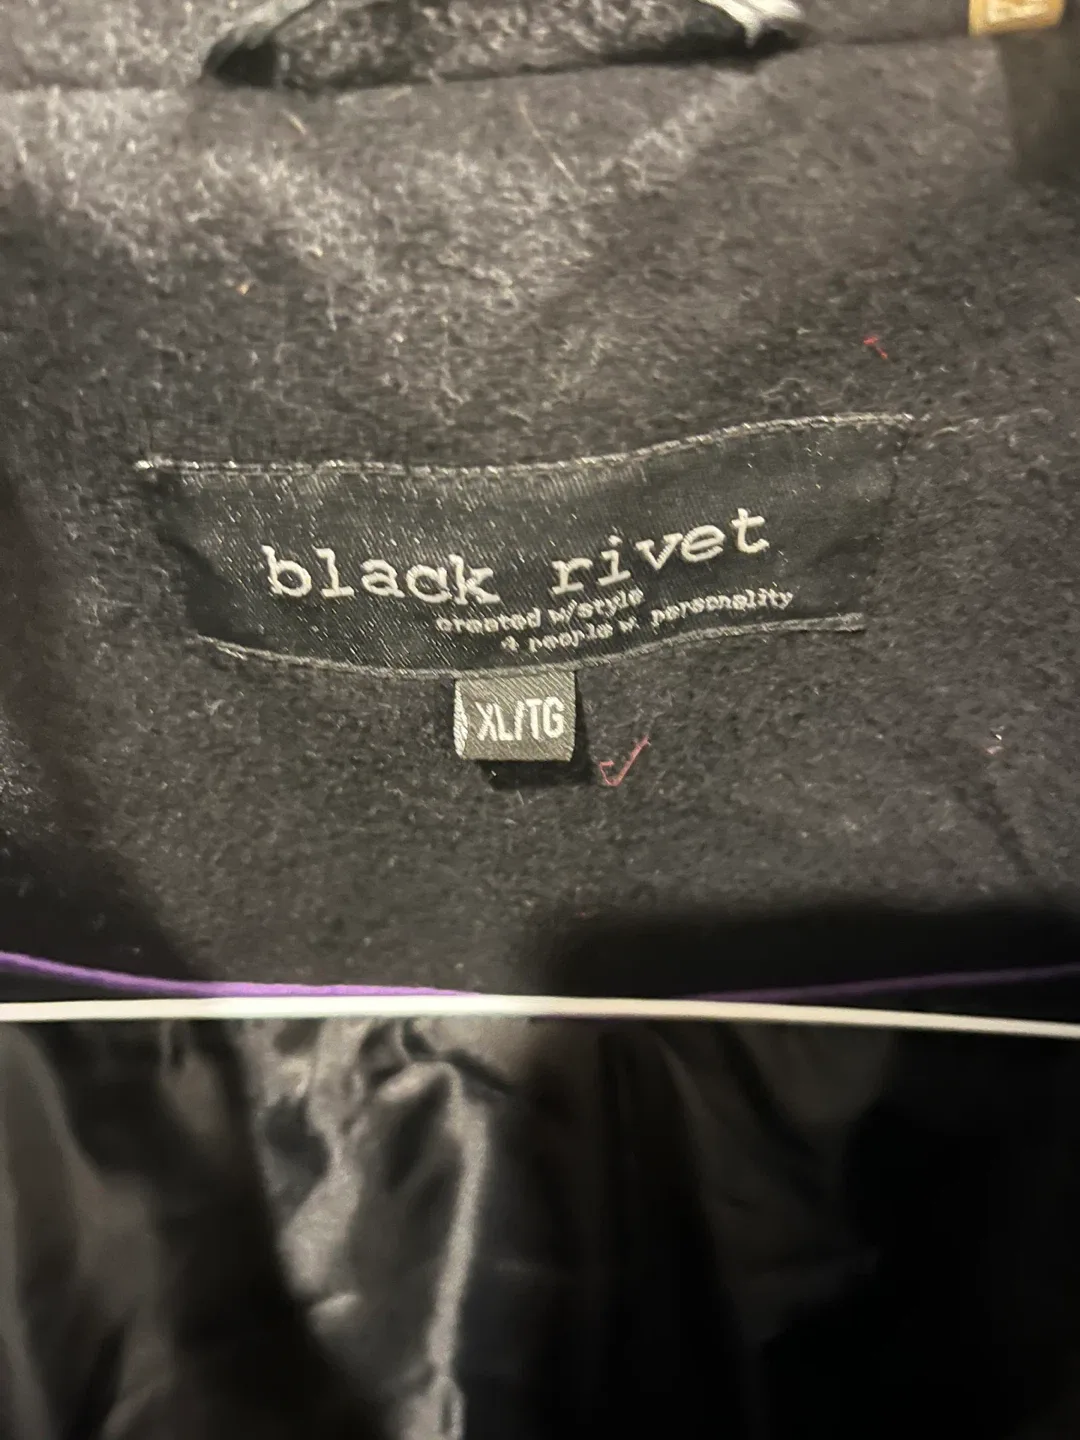 black rivet
created w/style
4 people w personality
XL/TG